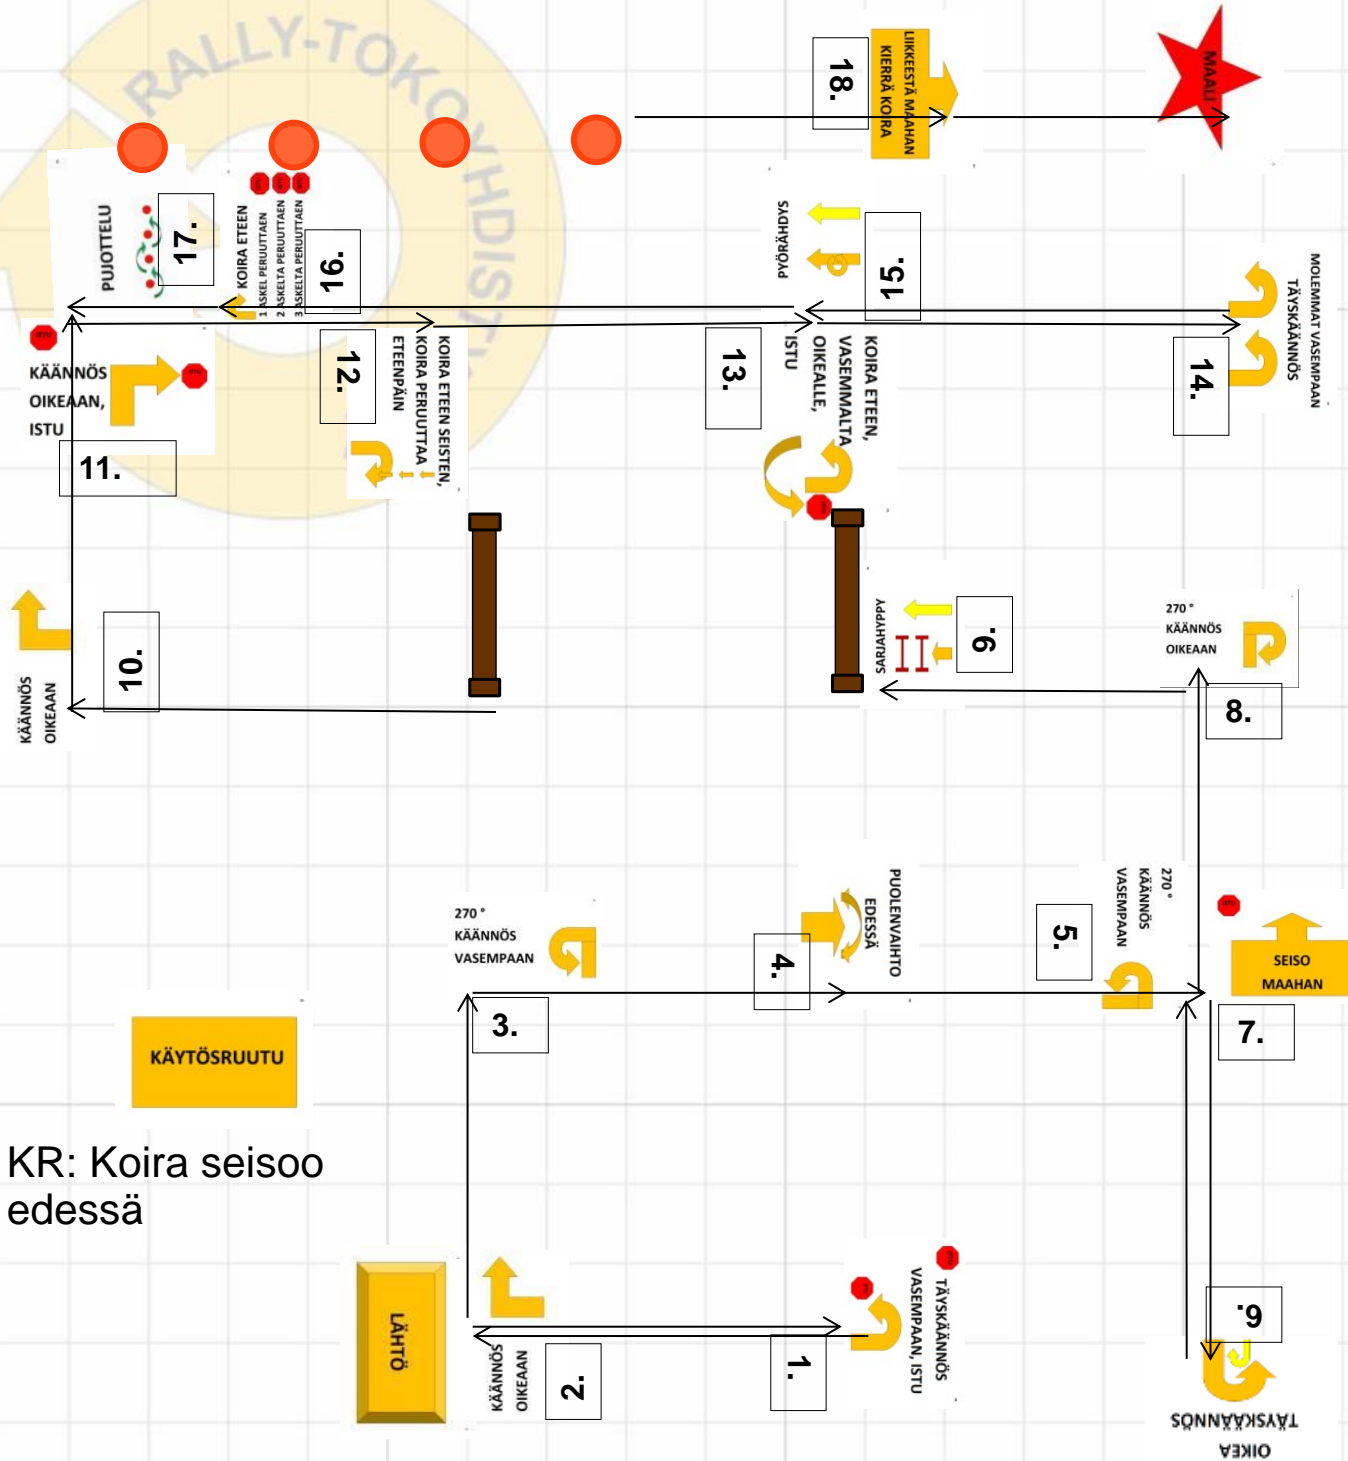 RALLY-TOKOYHDISTY
LIIKKEESTÄ MAAHAN
KIERRÄ KOIRA
18.
MAALI
PUJOTTELU
17.
KOIRA ETEEN
1 ASKEL PERUUTTAEN
2 ASKELTA PERUUTTAEN
3 ASKELTA PERUUTTAEN
16.
PYÖRÄHDYS
15.
MOLEMMAT VASEMPAAN
TÄYSKÄÄNNÖS
14.
KÄÄNNÖS
OIKEAAN,
ISTU
11.
12.
KOIRA ETEEN SEISTEN,
KOIRA PERUUTTAA
ETEENPÄIN
13.
KOIRA ETEEN,
VASEMMALTA
OIKEALLE,
ISTU
SARJAHYPPY
9.
270 °
KÄÄNNÖS
OIKEAAN
8.
10.
KÄÄNNÖS
OIKEAAN
270 °
KÄÄNNÖS
VASEMPAAN
3.
PUOLENVAIHTO
EDESSÄ
4.
270 °
KÄÄNNÖS
VASEMPAAN
5.
SEISO
MAAHAN
7.
KÄYTÖSRUUTU
KR: Koira seisoo
edessä
LÄHTÖ
KÄÄNNÖS
OIKEAAN
2.
TÄYSKÄÄNNÖS
VASEMPAAN, ISTU
1.
6.
OIKEA
TÄYSKÄÄNNÖS